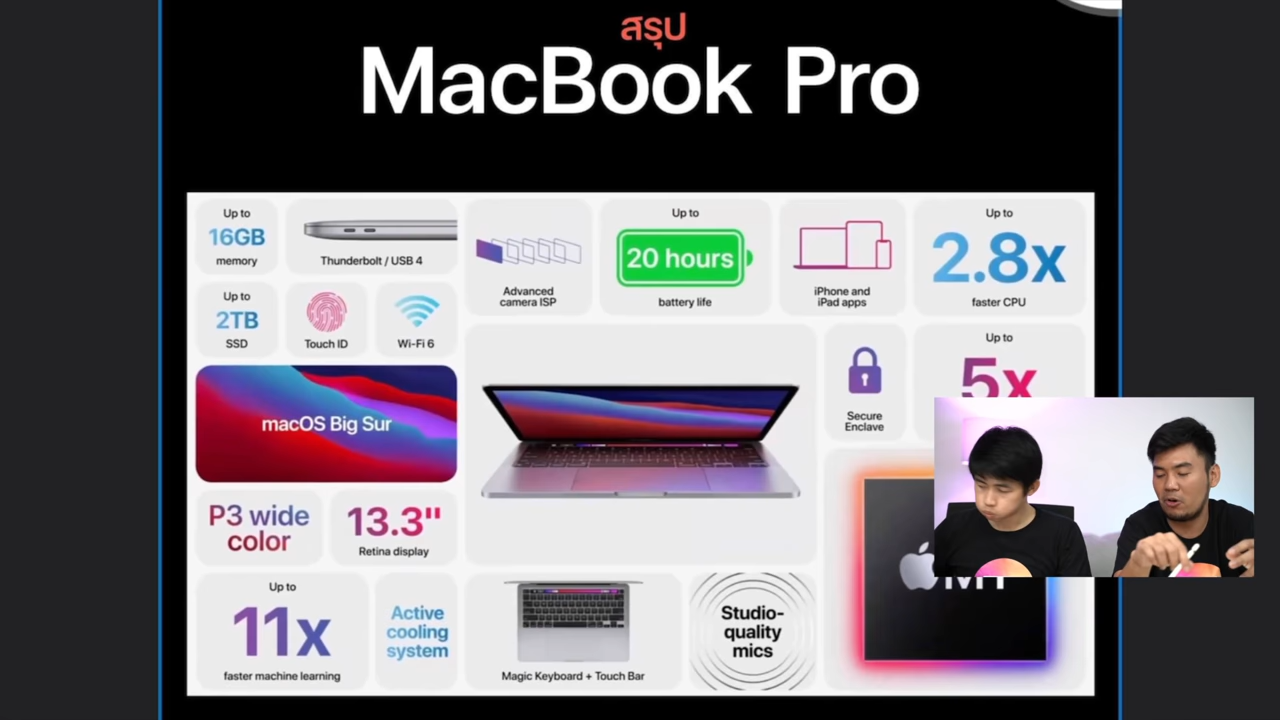 สรุป
MacBook Pro
Up to
16GB
memory
Thunderbolt / USB 4
Advanced
camera ISP
Up to
20 hours
battery life
iPhone and
iPad apps
Up to
2.8x
faster CPU
Up to
2TB
SSD
Touch ID
Wi-Fi 6
macOS Big Sur
Secure
Enclave
Up to
5x
P3 wide
color
13.3"
Retina display
Up to
11x
faster machine learning
Active
cooling
system
Magic Keyboard + Touch Bar
Studio-
quality
mics
M1